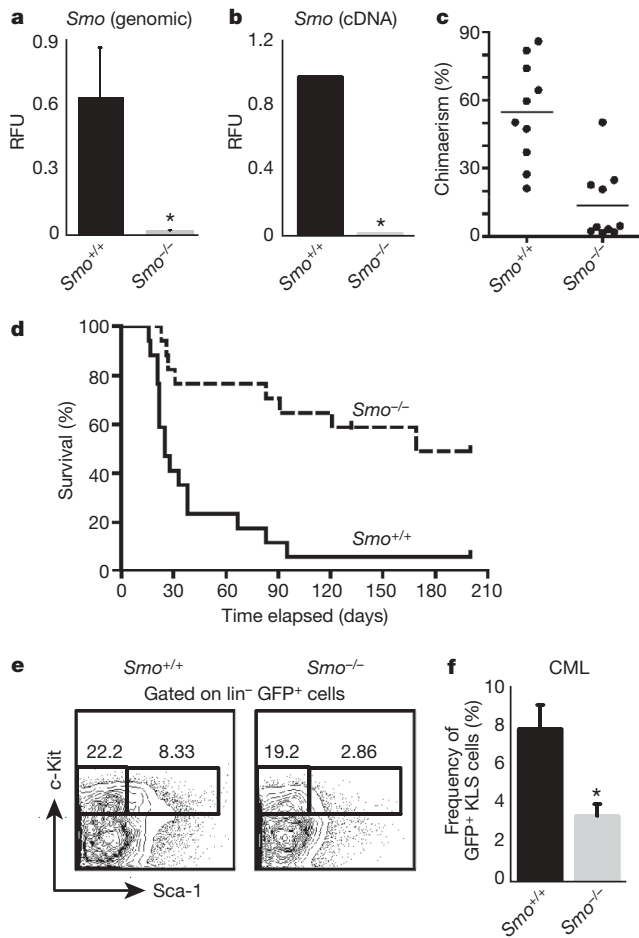 a
Smo (genomic)
RFU
0.9
0.6
0.3
0
*
Smo+/+
Smo−/−
b
Smo (cDNA)
RFU
1.2
0.8
0.4
0
*
Smo+/+
Smo−/−
c
Chimaerism (%)
90
60
30
0
Smo+/+
Smo−/−
d
Survival (%)
100
80
60
40
20
0
Smo−/−
Smo+/+
0 30 60 90 120 150 180 210
Time elapsed (days)
e
Smo+/+ Smo−/−
Gated on lin− GFP+ cells
22.2 8.33 19.2 2.86
c-Kit
Sca-1
f
CML
Frequency of
GFP+ KLS cells (%)
10
8
6
4
2
0
*
Smo+/+
Smo−/−